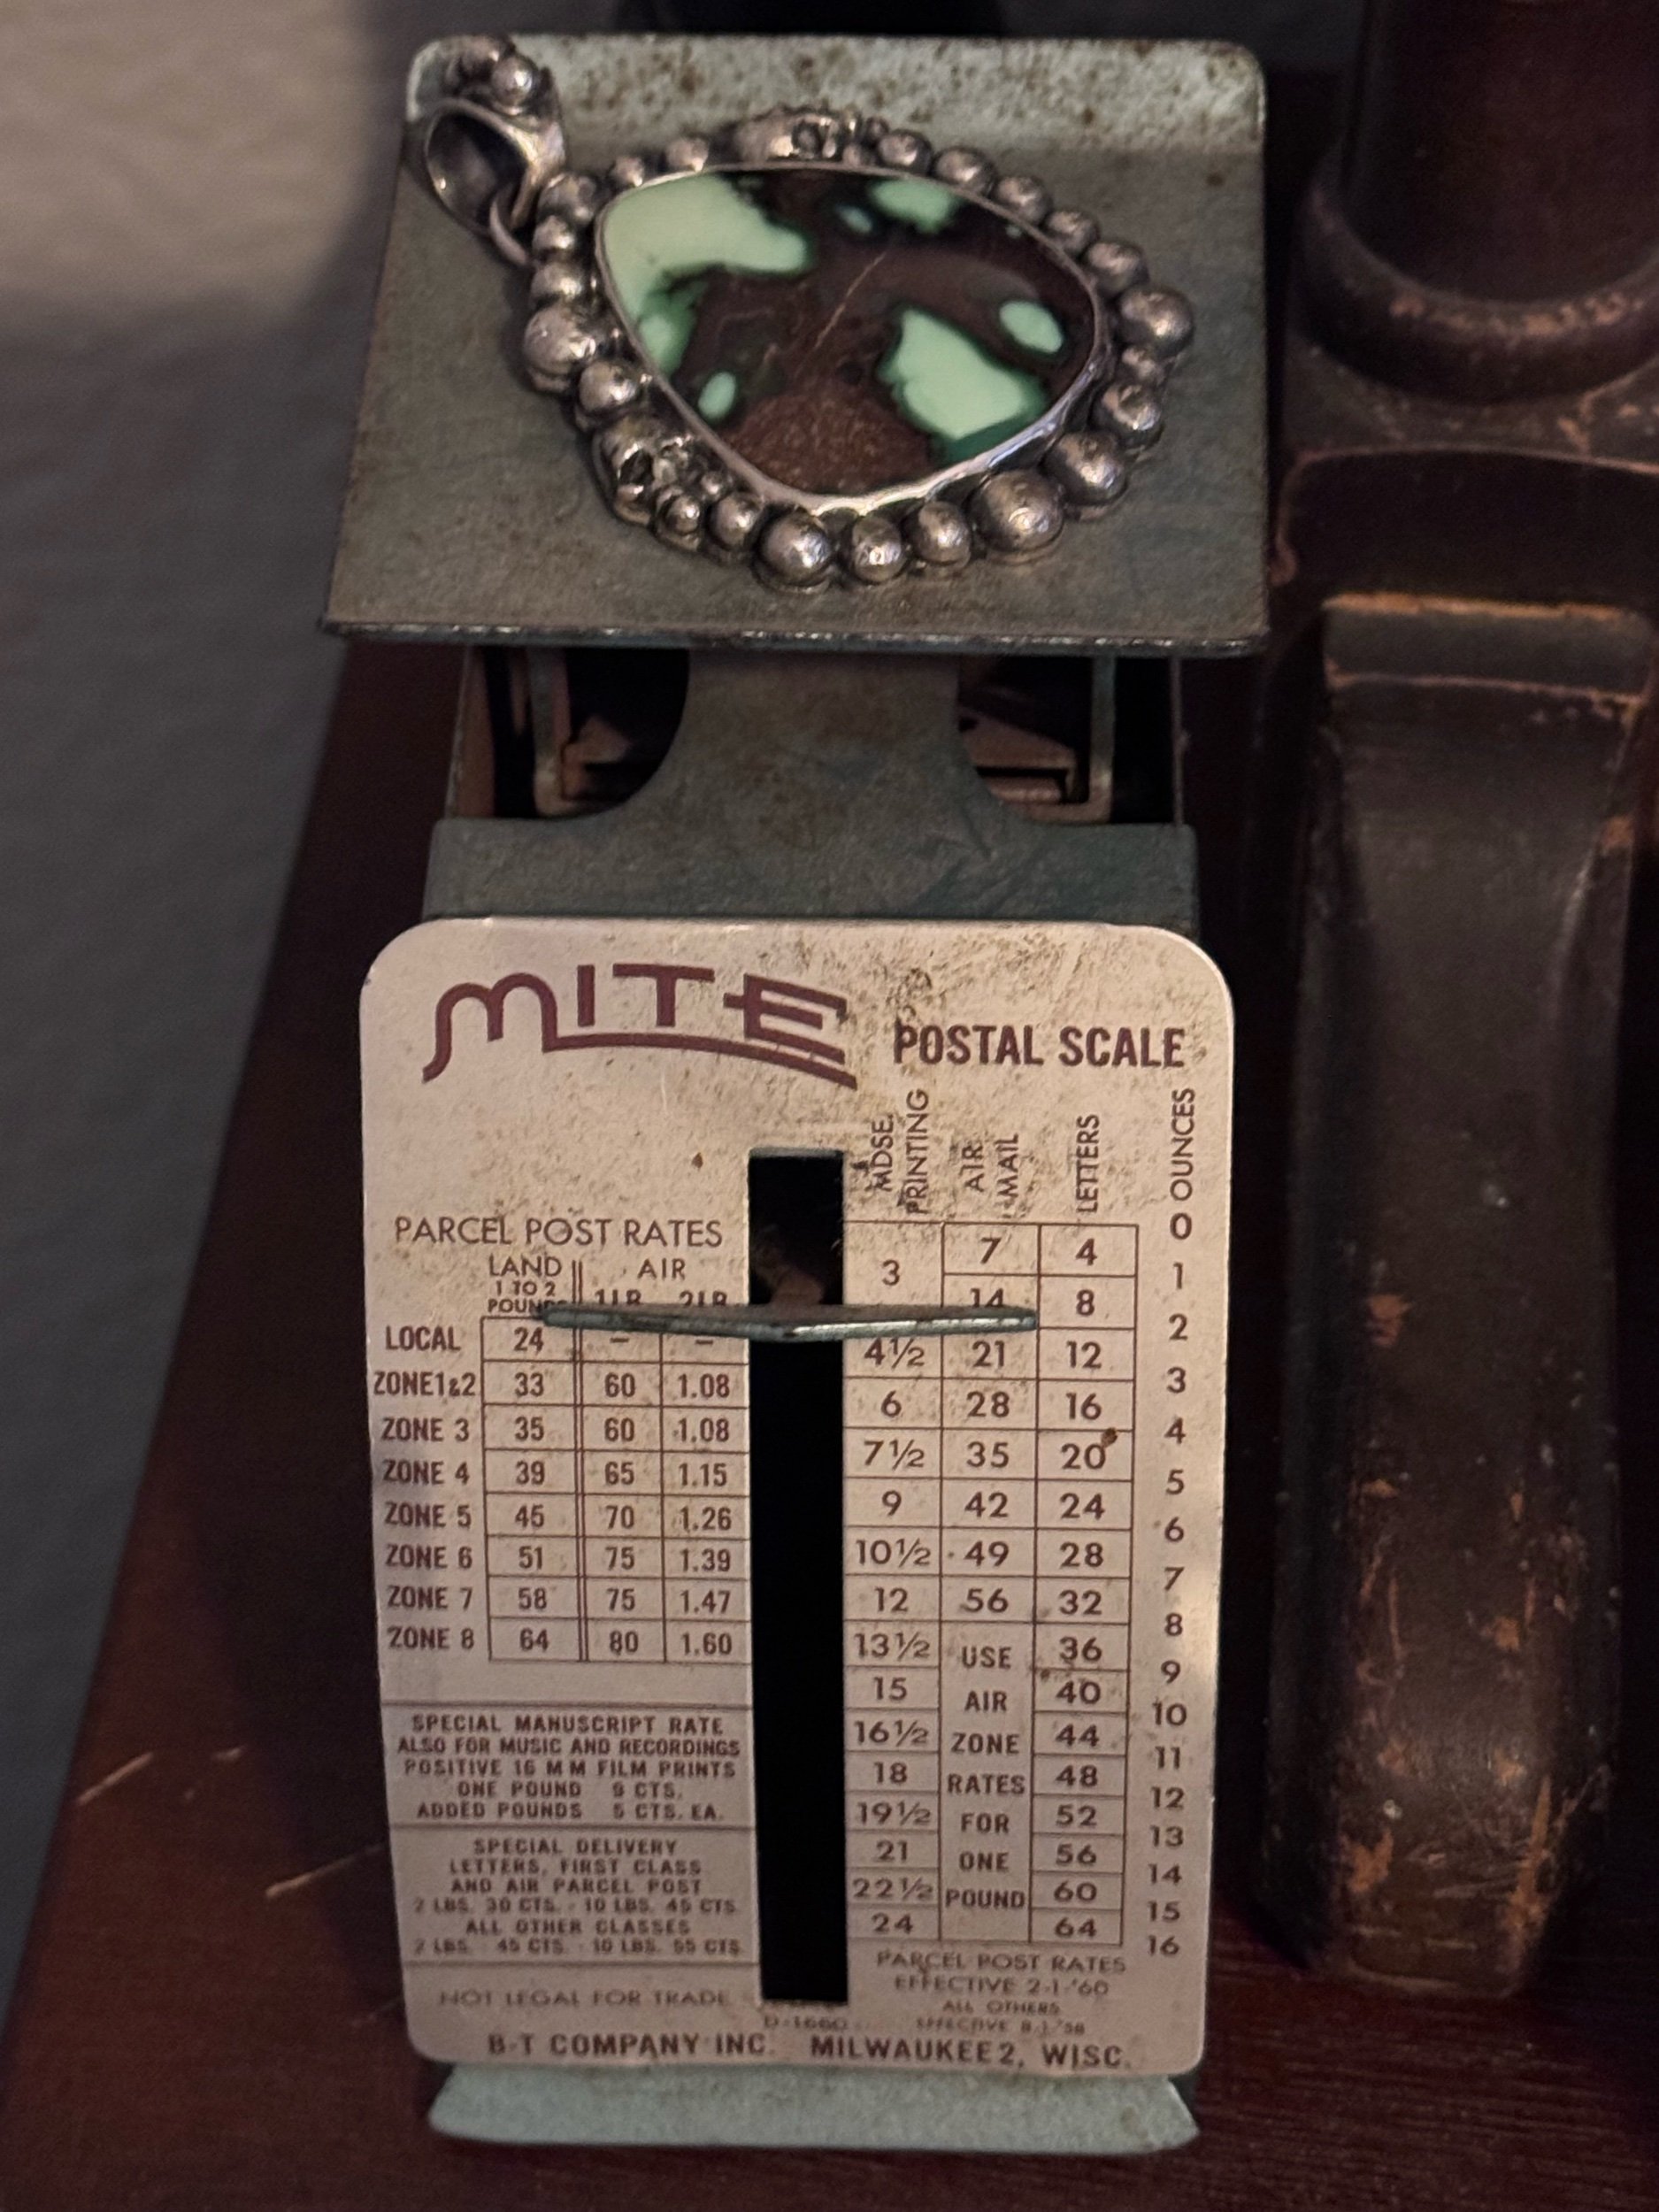 MITE
POSTAL SCALE
MDSE. PRINTING AIR MAIL LETTERS OUNCES
PARCEL POST RATES
LAND AIR
1 TO 2 POUNDS 1LB 2LB
LOCAL 24 – –
ZONE 1&2 33 60 1.08
ZONE 3 35 60 1.08
ZONE 4 39 65 1.15
ZONE 5 45 70 1.26
ZONE 6 51 75 1.39
ZONE 7 58 75 1.47
ZONE 8 64 80 1.60
SPECIAL MANUSCRIPT RATE
ALSO FOR MUSIC AND RECORDINGS
POSITIVE 16 M M FILM PRINTS
ONE POUND 9 CTS.
ADDED POUNDS 5 CTS. EA.
SPECIAL DELIVERY
LETTERS, FIRST CLASS
AND AIR PARCEL POST
2 LBS. 30 CTS. - 10 LBS. 45 CTS.
ALL OTHER CLASSES
2 LBS. 45 CTS. - 10 LBS. 55 CTS.
NOT LEGAL FOR TRADE
0
3 7 4
1
14 8
2
4½ 21 12
3
6 28 16
4
7½ 35 20
5
9 42 24
6
10½ 49 28
7
12 56 32
8
13½ USE 36
9
15 AIR 40
10
16½ ZONE 44
11
18 RATES 48
12
19½ FOR 52
13
21 ONE 56
14
22½ POUND 60
15
24 64
16
PARCEL POST RATES
EFFECTIVE 2-1-'60
ALL OTHERS
EFFECTIVE 8-1-'58
D-1660
B-T COMPANY INC. MILWAUKEE 2, WISC.